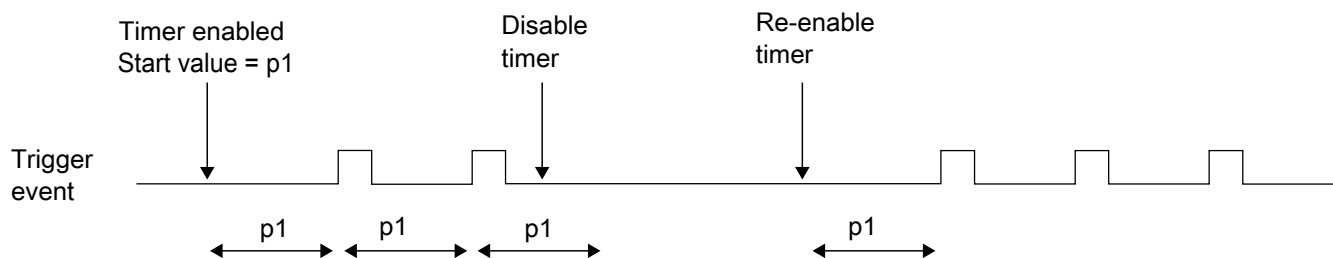 Timer enabled
Start value = p1
Disable
timer
Re-enable
timer
Trigger
event
p1
p1
p1
p1